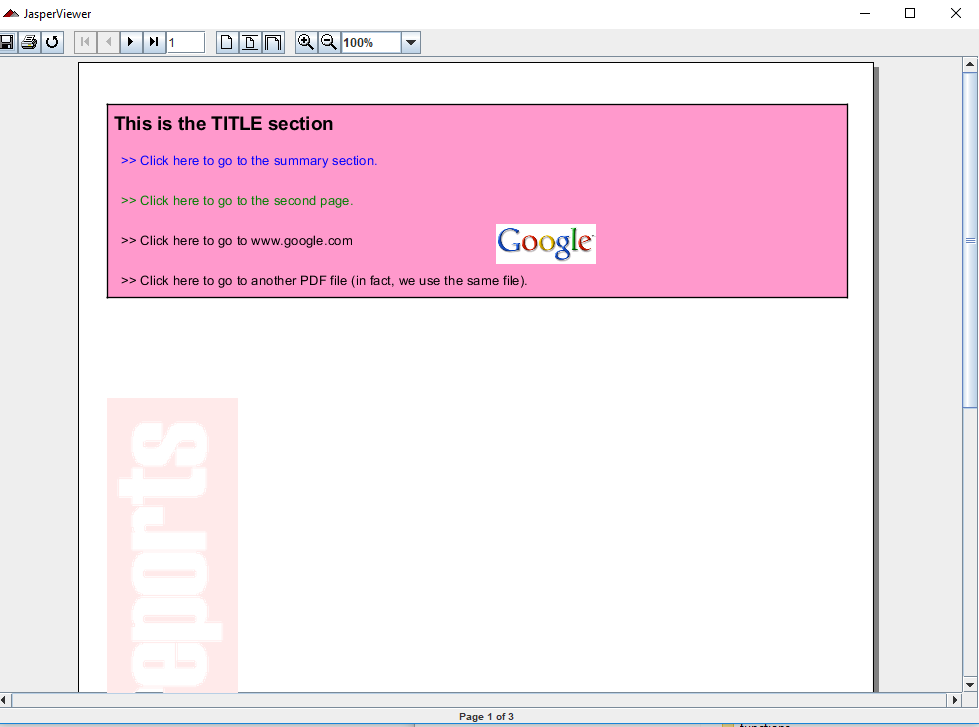 JasperViewer
1
100%
This is the TITLE section
>> Click here to go to the summary section.
>> Click here to go to the second page.
>> Click here to go to www.google.com
Google
>> Click here to go to another PDF file (in fact, we use the same file).
eports
Page 1 of 3